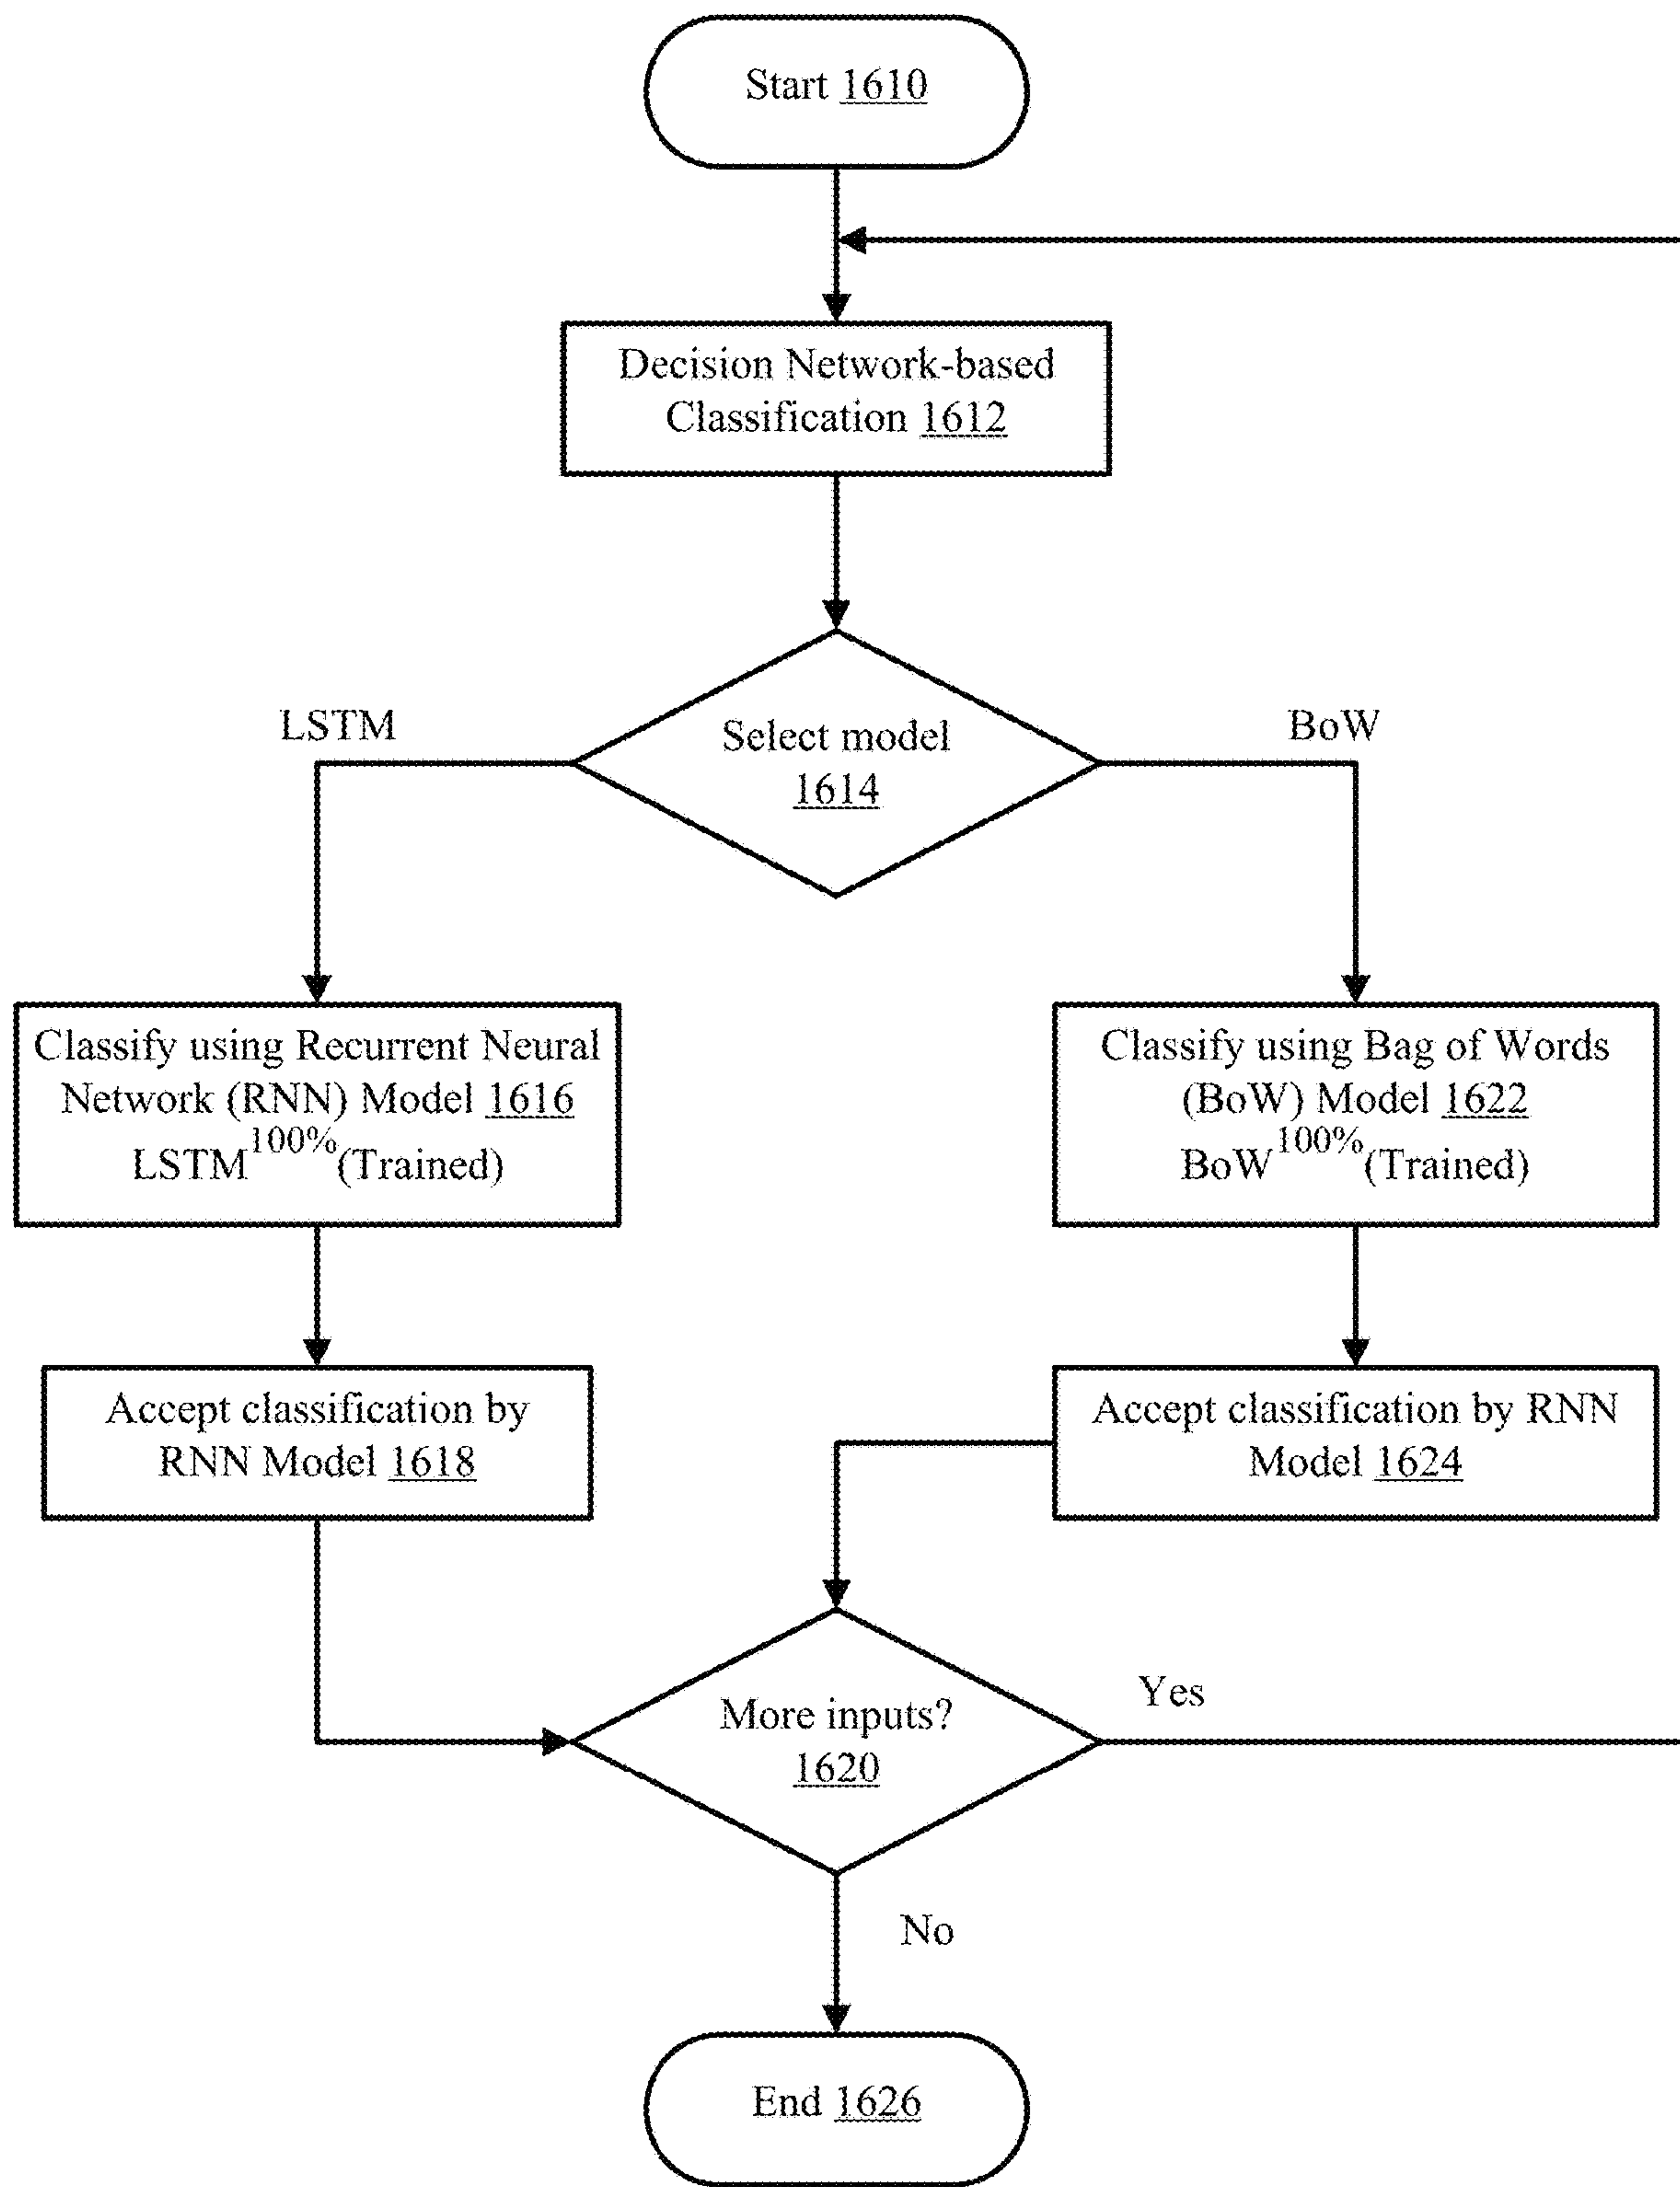 Start 1610
Decision Network-based
Classification 1612
LSTM
Select model
1614
BoW
Classify using Recurrent Neural
Network (RNN) Model 1616
LSTM100%(Trained)
Classify using Bag of Words
(BoW) Model 1622
BoW100%(Trained)
Accept classification by
RNN Model 1618
Accept classification by RNN
Model 1624
More inputs?
1620
Yes
No
End 1626